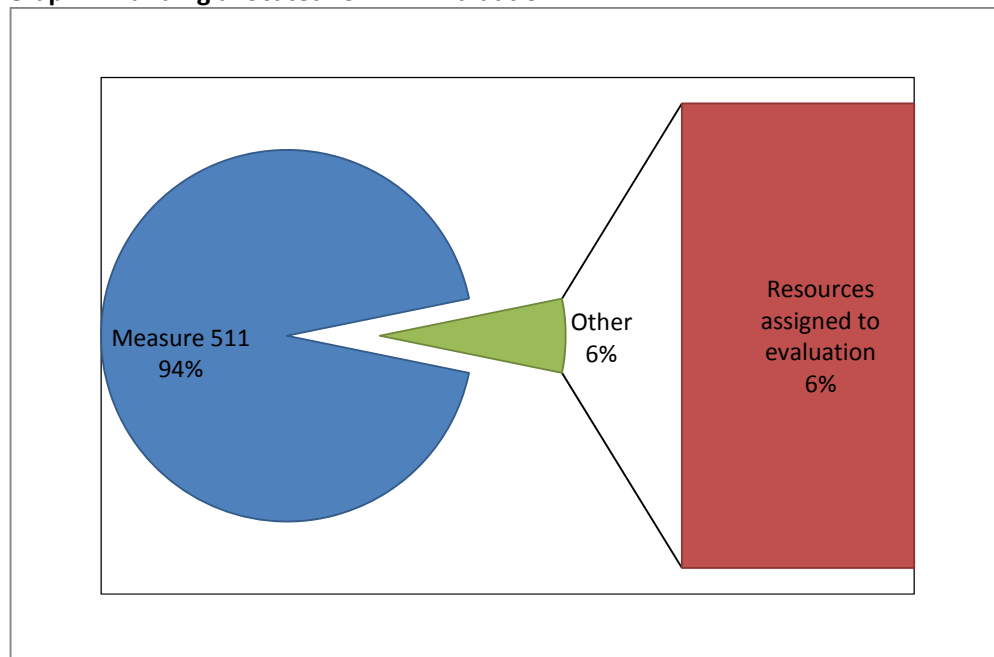 Measure 511
94%
Other
6%
Resources
assigned to
evaluation
6%